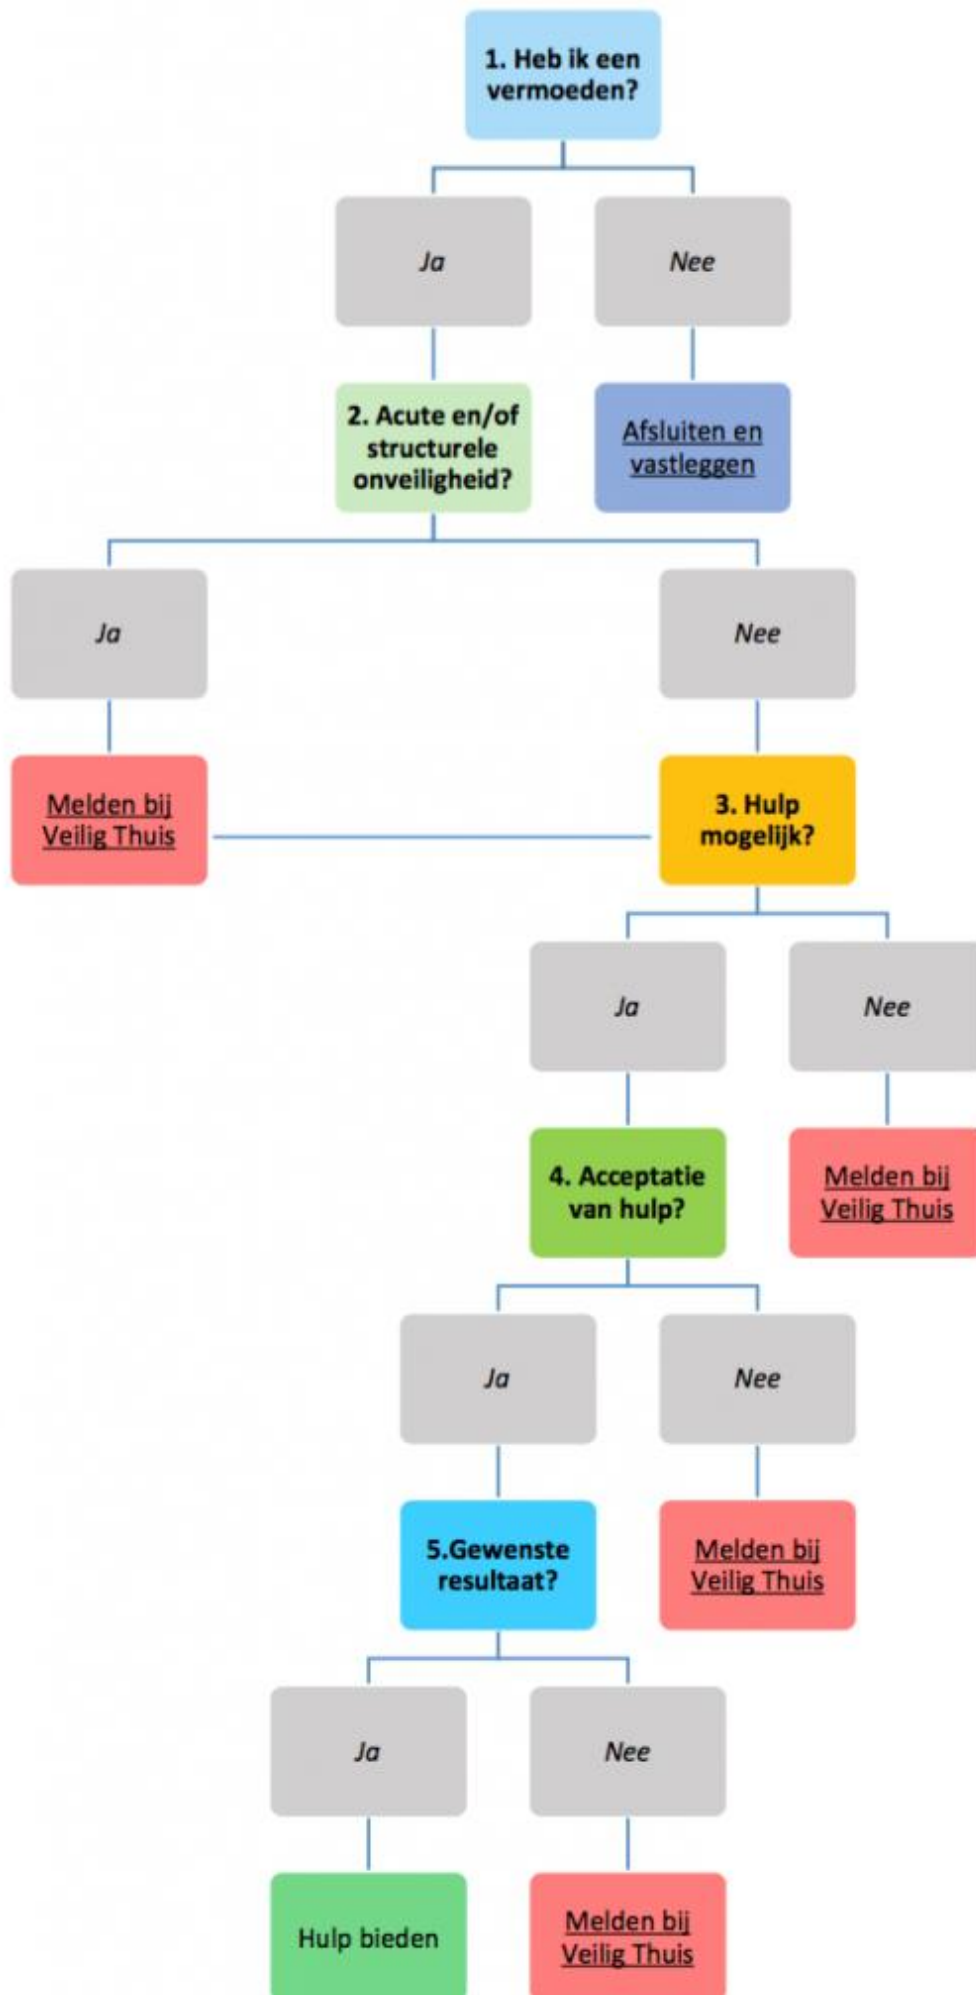 1. Heb ik een
vermoeden?
Ja
Nee
2. Acute en/of
structurele
onveiligheid?
Afsluiten en
vastleggen
Ja
Nee
Melden bij
Veilig Thuis
3. Hulp
mogelijk?
Ja
Nee
4. Acceptatie
van hulp?
Melden bij
Veilig Thuis
Ja
Nee
5.Gewenste
resultaat?
Melden bij
Veilig Thuis
Ja
Nee
Hulp bieden
Melden bij
Veilig Thuis